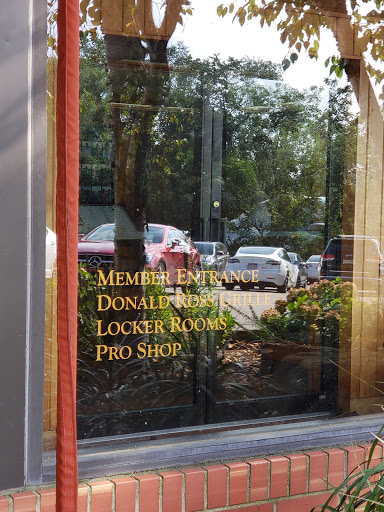 Member Entrance
Donald Ross Grille
Locker Rooms
Pro Shop